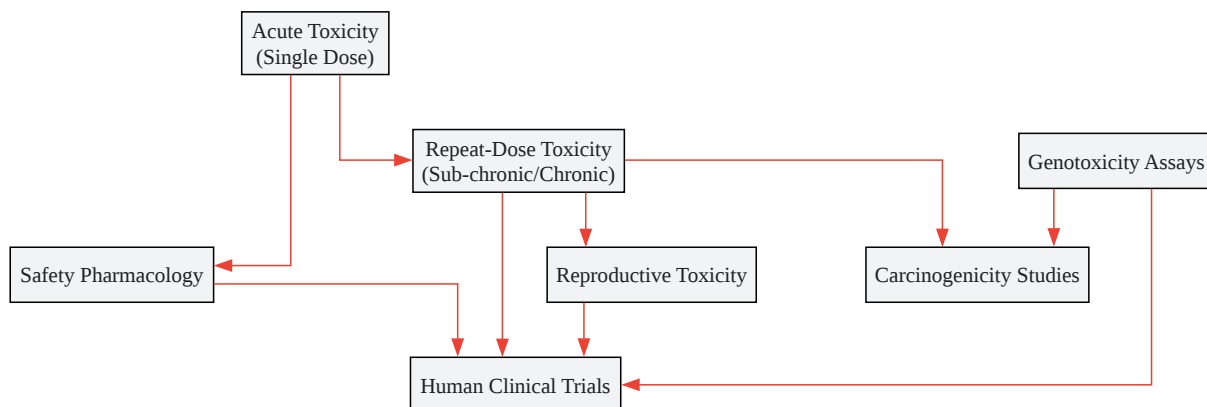 Acute Toxicity
(Single Dose)
Repeat-Dose Toxicity
(Sub-chronic/Chronic)
Genotoxicity Assays
Safety Pharmacology
Reproductive Toxicity
Carcinogenicity Studies
Human Clinical Trials